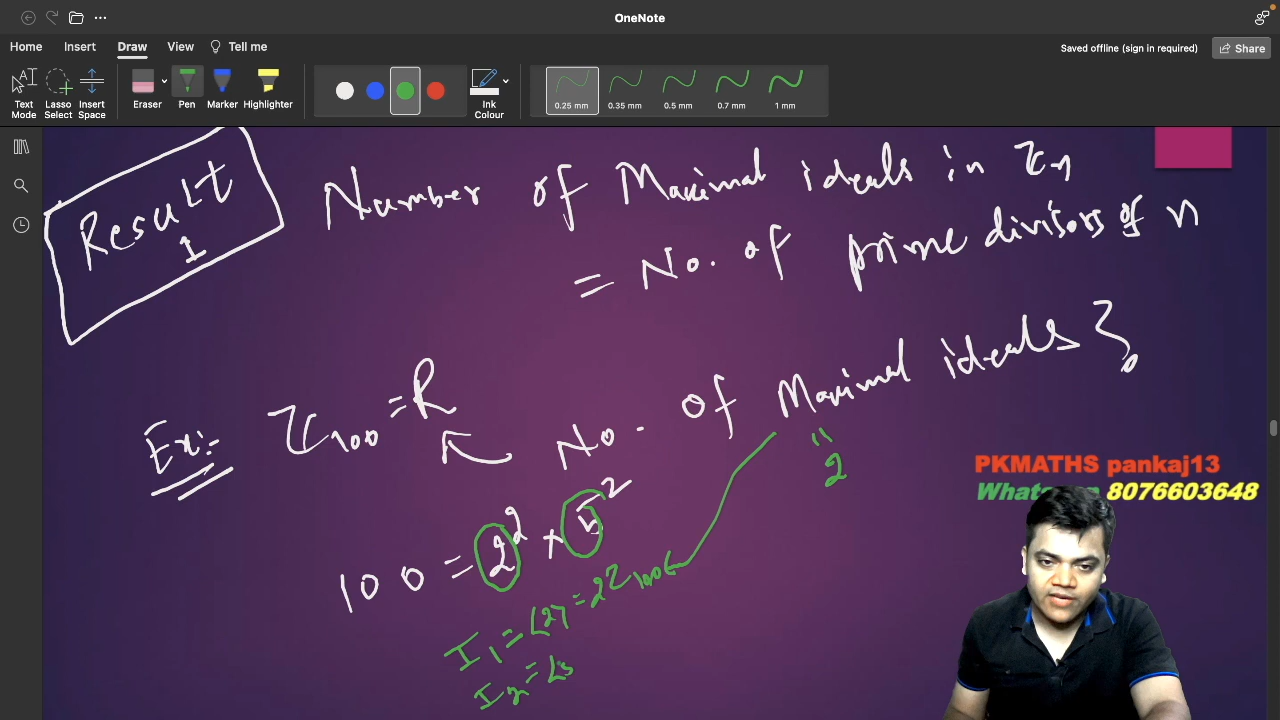 OneNote
Home Insert Draw View Tell me
Saved offline (sign in required) Share
Text Mode
Lasso Select
Insert Space
Eraser
Pen
Marker
Highlighter
Ink Colour
0.25 mm 0.35 mm 0.5 mm 0.7 mm 1 mm
Result I
Number of Maximal ideals in ℤn
= No. of prime divisors of n
Ex:- ℤ100 = R
No. of Maximal ideals?
= 2
PKMATHS pankaj13
8076603648
100 = 2² × 5²
I1 = <2> = 2ℤ100
I2 = <5